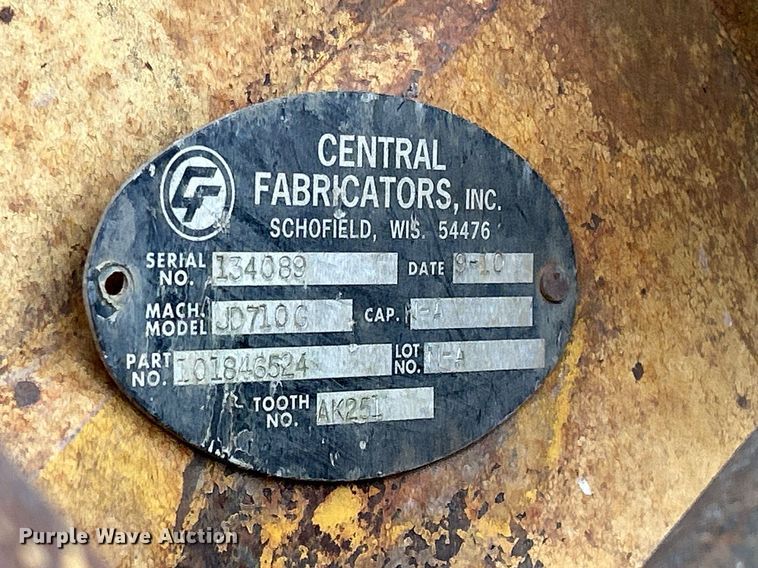 CF
CENTRAL
FABRICATORS, INC.
SCHOFIELD, WIS. 54476
SERIAL NO. 134089 DATE 9-10
MACH. MODEL JD710G CAP. N-A
PART NO. 101846524 LOT NO. N-A
TOOTH NO. AK251
Purple Wave Auction®